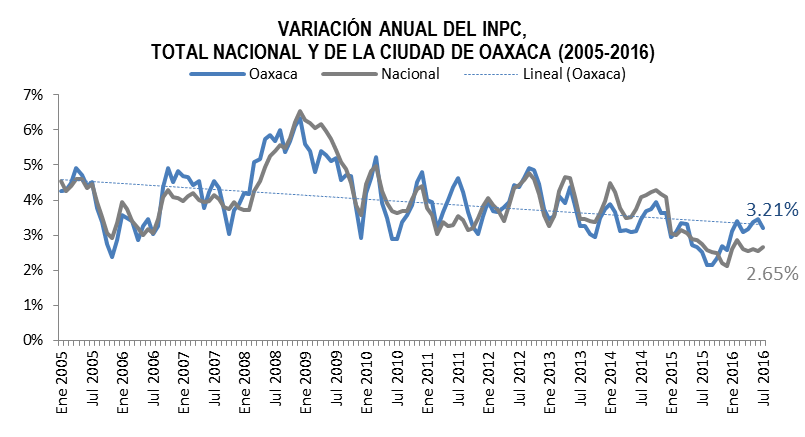 VARIACIÓN ANUAL DEL INPC,
TOTAL NACIONAL Y DE LA CIUDAD DE OAXACA (2005-2016)
Oaxaca Nacional Lineal (Oaxaca)
7%
6%
5%
4%
3%
2%
1%
0%
3.21%
2.65%
Ene 2005
Jul 2005
Ene 2006
Jul 2006
Ene 2007
Jul 2007
Ene 2008
Jul 2008
Ene 2009
Jul 2009
Ene 2010
Jul 2010
Ene 2011
Jul 2011
Ene 2012
Jul 2012
Ene 2013
Jul 2013
Ene 2014
Jul 2014
Ene 2015
Jul 2015
Ene 2016
Jul 2016